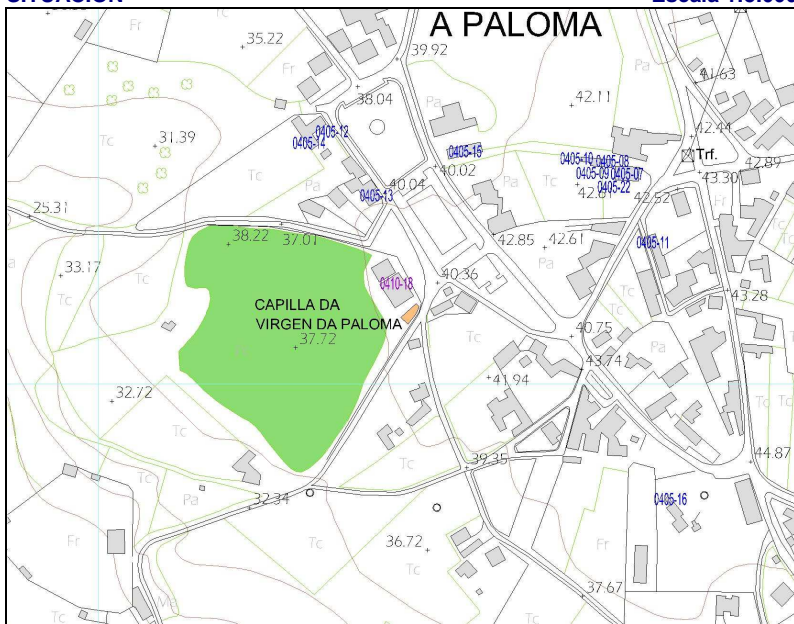 SITUACIÓN
A PALOMA
35.22
39.92
Fr
38.04
Pa
42.11
41.63
Tc
31.39
0405-12
0405-14
0405-15
0405-10
0405-08
42.44
Trf.
42.89
Tc
Pa
40.04
40.02
0405-09
0405-07
43.30
0405-13
0405-22
42.52
25.31
38.22
37.01
42.85
42.61
0405-11
Pa
Tc
33.17
Tc
0410-18
40.36
43.28
CAPILLA DA
VIRGEN DA PALOMA
37.72
40.75
Pa
43.74
41.94
32.72
Tc
Tc
Tc
Tc
Tc
39.35
44.87
Pa
32.34
0405-16
Fr
Tc
36.72
Fr
37.67
Tc